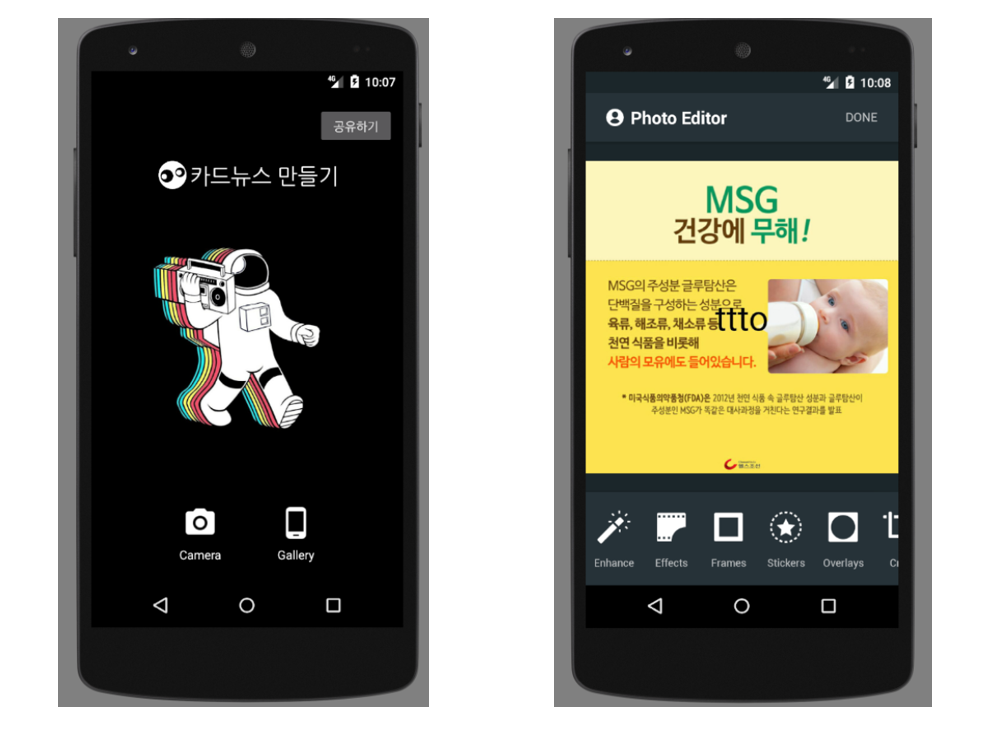 4G 10:07
공유하기
카드뉴스 만들기
Camera Gallery
4G 10:08
Photo Editor DONE
MSG
건강에 무해!
MSG의 주성분 글루탐산은
단백질을 구성하는 성분으로
육류, 해조류, 채소류 등
ttto
천연 식품을 비롯해
사람의 모유에도 들어있습니다.
* 미국식품의약품청(FDA)은 2012년 천연 식품 속 글루탐산 성분과 글루탐산이
주성분인 MSG가 똑같은 대사과정을 거친다는 연구결과를 발표
헬스조선
Enhance Effects Frames Stickers Overlays Cr